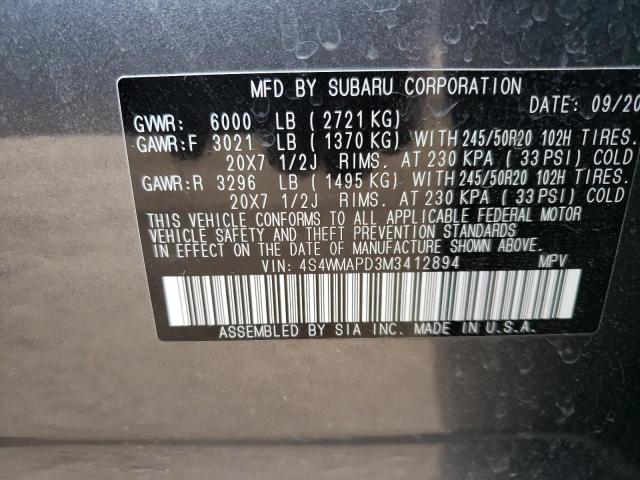 MFD BY SUBARU CORPORATION
DATE: 09/20
GVWR: 6000 LB ( 2721 KG)
GAWR:F 3021 LB ( 1370 KG) WITH 245/50R20 102H TIRES.
20X7 1/2J RIMS. AT 230 KPA ( 33 PSI) COLD
GAWR:R 3296 LB ( 1495 KG) WITH 245/50R20 102H TIRES.
20X7 1/2J RIMS. AT 230 KPA ( 33 PSI) COLD
THIS VEHICLE CONFORMS TO ALL APPLICABLE FEDERAL MOTOR
VEHICLE SAFETY AND THEFT PREVENTION STANDARDS
IN EFFECT ON THE DATE OF MANUFACTURE SHOWN ABOVE.
VIN: 4S4WMAPD3M3412894 MPV
ASSEMBLED BY SIA INC. MADE IN U.S.A.